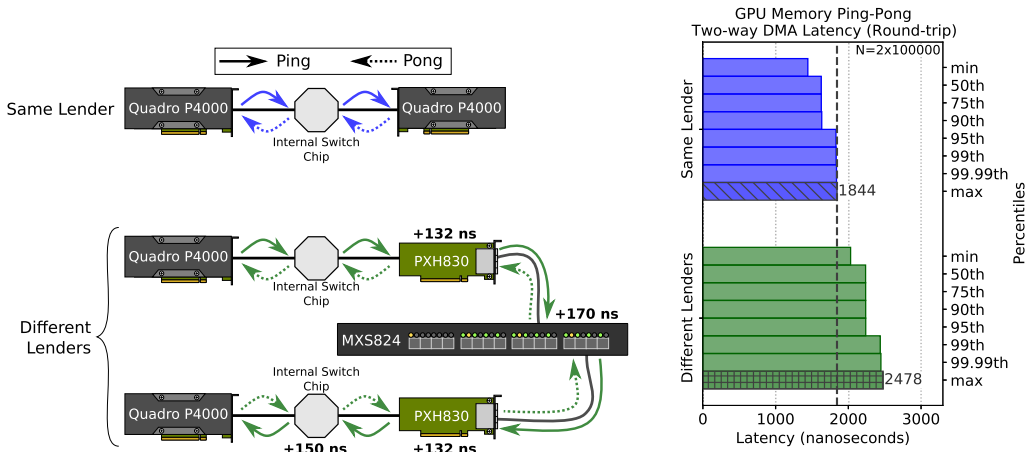 Ping
Pong
Same Lender
Quadro P4000
Quadro P4000
Internal Switch
Chip
Different
Lenders
Quadro P4000
Internal Switch
Chip
+132 ns
PXH830
+170 ns
MXS824
Internal Switch
Chip
Quadro P4000
PXH830
+150 ns
+132 ns
GPU Memory Ping-Pong
Two-way DMA Latency (Round-trip)
N=2x100000
Same Lender
min
50th
75th
90th
95th
99th
99.99th
max
1844
Percentiles
Different Lenders
min
50th
75th
90th
95th
99th
99.99th
max
2478
0
1000
2000
3000
Latency (nanoseconds)